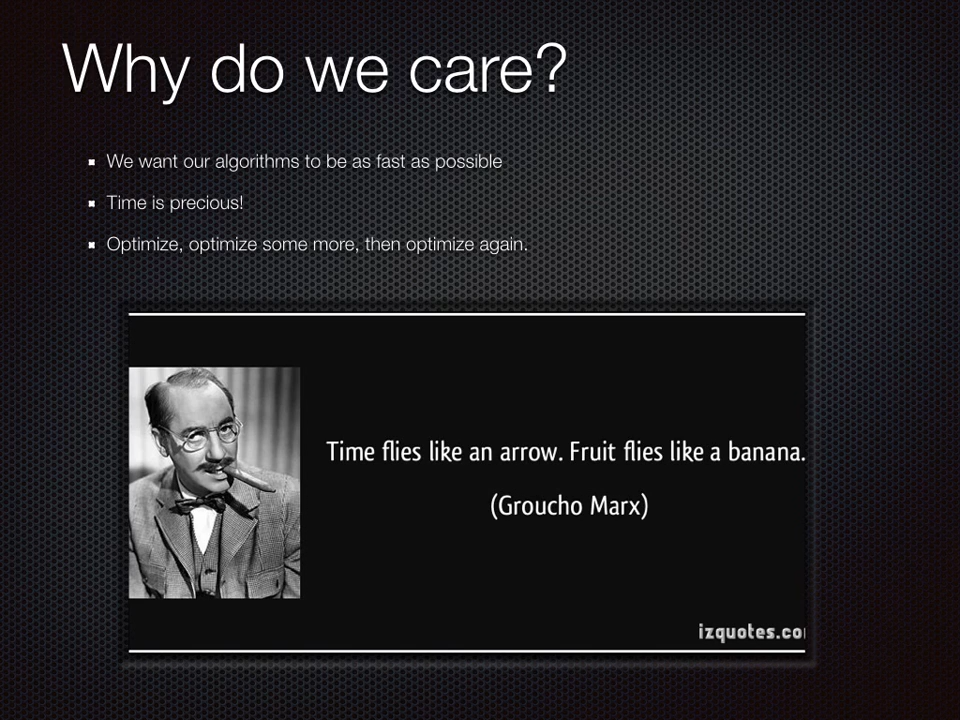 Why do we care?
We want our algorithms to be as fast as possible
Time is precious!
Optimize, optimize some more, then optimize again.
Time flies like an arrow. Fruit flies like a banana.
(Groucho Marx)
izquotes.co